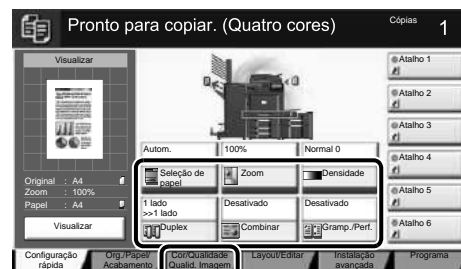 Pronto para copiar. (Quatro cores)
Cópias 1
Visualizar
Original : A4
Zoom : 100%
Papel : A4
Visualizar
Autom.
100%
Normal 0
Seleção de
papel
Zoom
Densidade
1 lado
>>1 lado
Desativado
Desativado
Duplex
Combinar
Gramp./Perf.
Atalho 1
Atalho 2
Atalho 3
Atalho 4
Atalho 5
Atalho 6
Configuração
rápida
Org./Papel/
Acabamento
Cor/Qualidade
Qualid. Imagem
Layout/Editar
Instalação
avançada
Programa